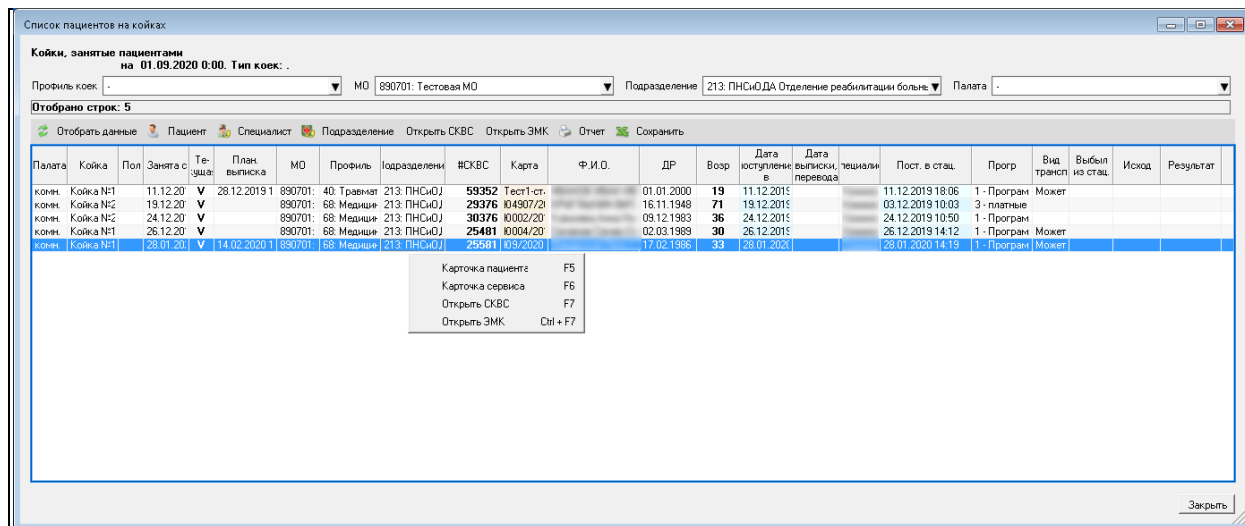 Список пациентов на койках
Койки, занятые пациентами
на 01.09.2020 0:00. Тип коек: .
Профиль коек . МО 890701: Тестовая МО Подразделение 213: ПНСиОДА Отделение реабилитации больнь Палата .
Отобрано строк: 5
Отобрать данные Пациент Специалист Подразделение Открыть СКВС Открыть ЭМК Отчет Сохранить
Палата Койка Пол Занята с Те-кущая План. выписка МО Профиль Подразделени #СКВС Карта Ф.И.О. ДР Возр Дата поступление в Дата выписки, перевода пециали Пост. в стац. Прогр Вид трансп Выбыл из стац. Исход Результат
комн. Койка №1 11.12.20 V 28.12.2019 1 890701: 40: Травмат 213: ПНСиОД 59352 Тест1-ст. 01.01.2000 19 11.12.2019 11.12.2019 18:06 1 - Програм Может
комн. Койка №2 19.12.20 V 890701: 68: Медицин 213: ПНСиОД 29376 Ю4907/20 16.11.1948 71 19.12.2019 03.12.2019 10:03 3 - платные
комн. Койка №2 24.12.20 V 890701: 68: Медицин 213: ПНСиОД 30376 Ю002/20 09.12.1983 36 24.12.2019 24.12.2019 10:50 1 - Програм
комн. Койка №1 26.12.20 V 890701: 68: Медицин 213: ПНСиОД 25481 Ю004/20 02.03.1989 30 26.12.2019 26.12.2019 14:12 1 - Програм Может
комн. Койка №1 28.01.20 V 14.02.2020 1 890701: 68: Медицин 213: ПНСиОД 25581 Ю9/2020 17.02.1986 33 28.01.2020 28.01.2020 14:19 1 - Програм Может
Карточка пациента F5
Карточка сервиса F6
Открыть СКВС F7
Открыть ЭМК Ctrl + F7
Закрыть